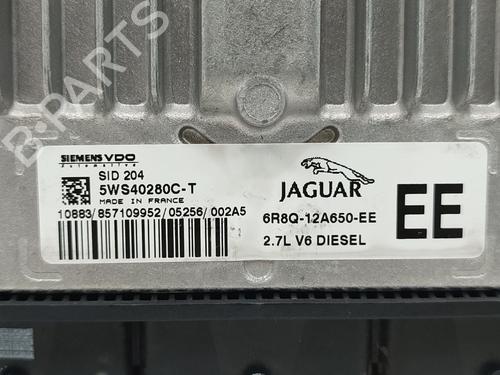 B-PARTS
SIEMENS VDO
Automotive
SID 204
5WS40280C-T
MADE IN FRANCE
10883/857109952/05256/002A5
JAGUAR
6R8Q-12A650-EE
2.7L V6 DIESEL
EE